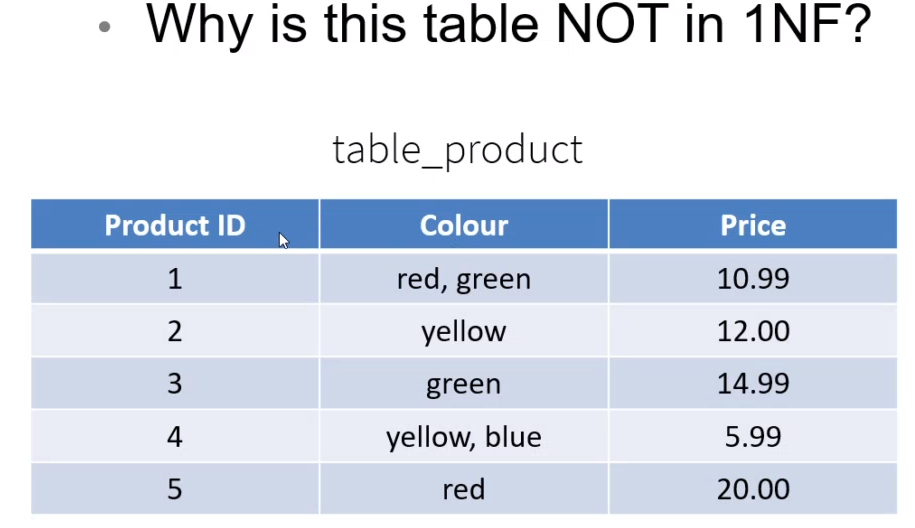 • Why is this table NOT in 1NF?
table_product
Product ID Colour Price
1 red, green 10.99
2 yellow 12.00
3 green 14.99
4 yellow, blue 5.99
5 red 20.00